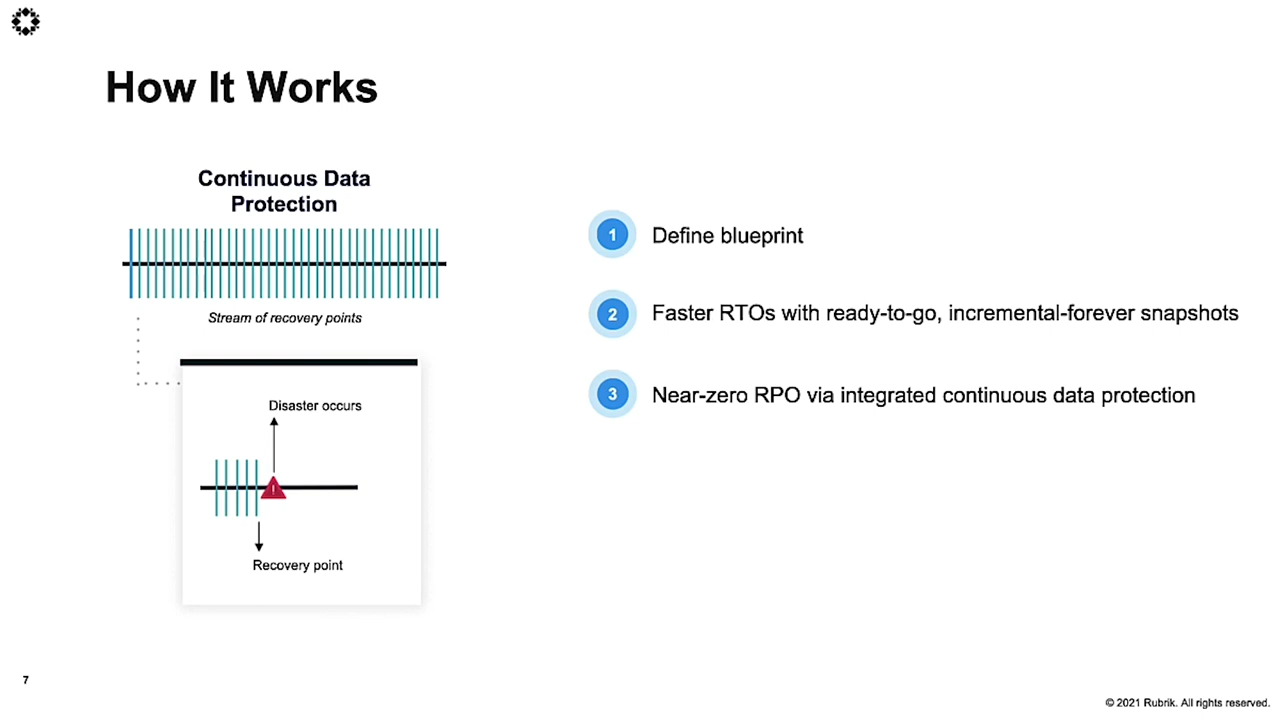 How It Works
Continuous Data
Protection
Stream of recovery points
Disaster occurs
!
Recovery point
1
Define blueprint
2
Faster RTOs with ready-to-go, incremental-forever snapshots
3
Near-zero RPO via integrated continuous data protection
7
© 2021 Rubrik. All rights reserved.